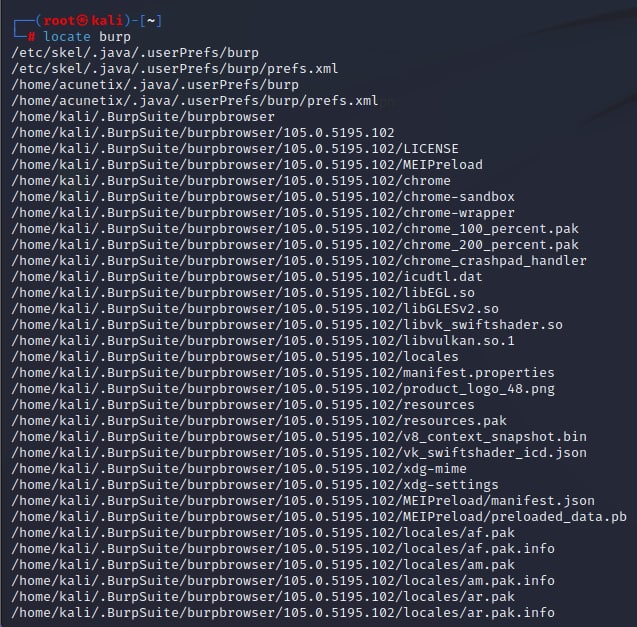 ┌──(root㉿kali)-[~]
└─# locate burp
/etc/skel/.java/.userPrefs/burp
/etc/skel/.java/.userPrefs/burp/prefs.xml
/home/acunetix/.java/.userPrefs/burp
/home/acunetix/.java/.userPrefs/burp/prefs.xml
/home/kali/.BurpSuite/burpbrowser
/home/kali/.BurpSuite/burpbrowser/105.0.5195.102
/home/kali/.BurpSuite/burpbrowser/105.0.5195.102/LICENSE
/home/kali/.BurpSuite/burpbrowser/105.0.5195.102/MEIPreload
/home/kali/.BurpSuite/burpbrowser/105.0.5195.102/chrome
/home/kali/.BurpSuite/burpbrowser/105.0.5195.102/chrome-sandbox
/home/kali/.BurpSuite/burpbrowser/105.0.5195.102/chrome-wrapper
/home/kali/.BurpSuite/burpbrowser/105.0.5195.102/chrome_100_percent.pak
/home/kali/.BurpSuite/burpbrowser/105.0.5195.102/chrome_200_percent.pak
/home/kali/.BurpSuite/burpbrowser/105.0.5195.102/chrome_crashpad_handler
/home/kali/.BurpSuite/burpbrowser/105.0.5195.102/icudtl.dat
/home/kali/.BurpSuite/burpbrowser/105.0.5195.102/libEGL.so
/home/kali/.BurpSuite/burpbrowser/105.0.5195.102/libGLESv2.so
/home/kali/.BurpSuite/burpbrowser/105.0.5195.102/libvk_swiftshader.so
/home/kali/.BurpSuite/burpbrowser/105.0.5195.102/libvulkan.so.1
/home/kali/.BurpSuite/burpbrowser/105.0.5195.102/locales
/home/kali/.BurpSuite/burpbrowser/105.0.5195.102/manifest.properties
/home/kali/.BurpSuite/burpbrowser/105.0.5195.102/product_logo_48.png
/home/kali/.BurpSuite/burpbrowser/105.0.5195.102/resources
/home/kali/.BurpSuite/burpbrowser/105.0.5195.102/resources.pak
/home/kali/.BurpSuite/burpbrowser/105.0.5195.102/v8_context_snapshot.bin
/home/kali/.BurpSuite/burpbrowser/105.0.5195.102/vk_swiftshader_icd.json
/home/kali/.BurpSuite/burpbrowser/105.0.5195.102/xdg-mime
/home/kali/.BurpSuite/burpbrowser/105.0.5195.102/xdg-settings
/home/kali/.BurpSuite/burpbrowser/105.0.5195.102/MEIPreload/manifest.json
/home/kali/.BurpSuite/burpbrowser/105.0.5195.102/MEIPreload/preloaded_data.pb
/home/kali/.BurpSuite/burpbrowser/105.0.5195.102/locales/af.pak
/home/kali/.BurpSuite/burpbrowser/105.0.5195.102/locales/af.pak.info
/home/kali/.BurpSuite/burpbrowser/105.0.5195.102/locales/am.pak
/home/kali/.BurpSuite/burpbrowser/105.0.5195.102/locales/am.pak.info
/home/kali/.BurpSuite/burpbrowser/105.0.5195.102/locales/ar.pak
/home/kali/.BurpSuite/burpbrowser/105.0.5195.102/locales/ar.pak.info